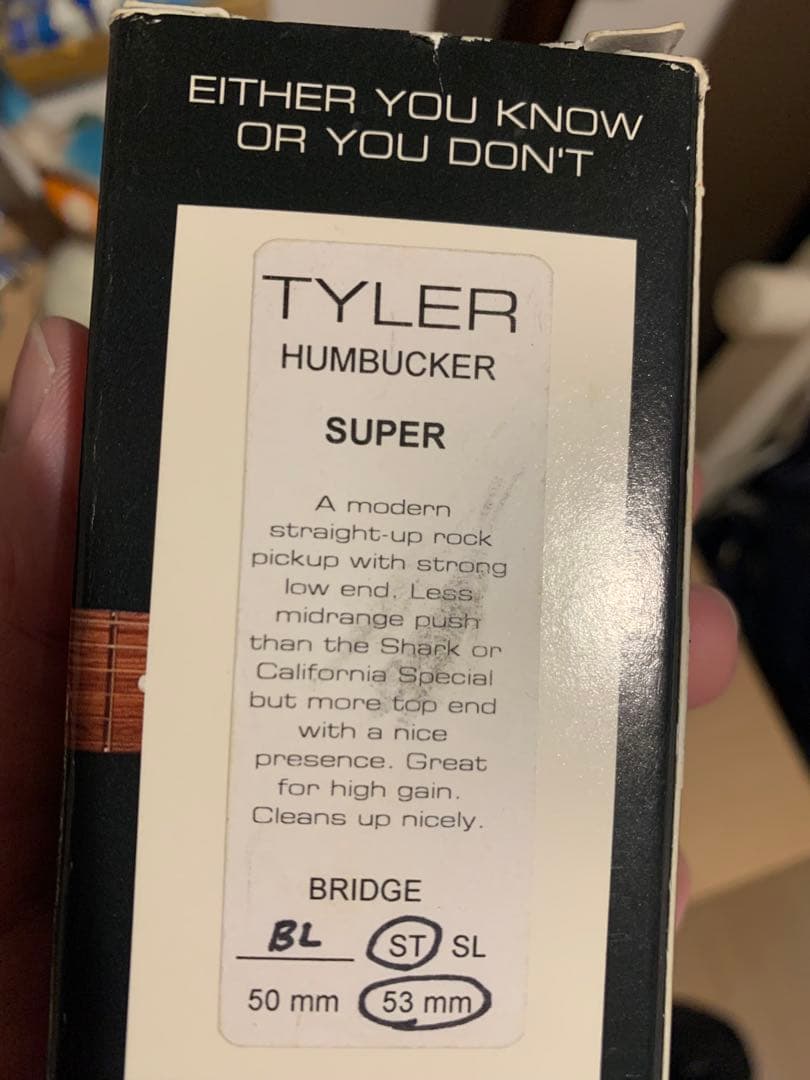 EITHER YOU KNOW
OR YOU DON'T
TYLER
HUMBUCKER
SUPER
A modern
straight-up rock
pickup with strong
low end. Less
midrange push
than the Shark or
California Special
but more top end
with a nice
presence. Great
for high gain.
Cleans up nicely.
BRIDGE
BL ST SL
50 mm 53 mm